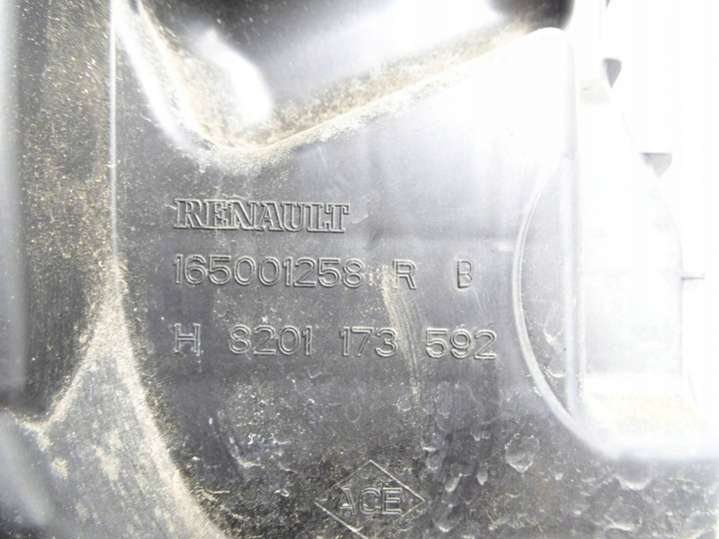 RENAULT
165001258 R B
H 8201 173 592
ACE